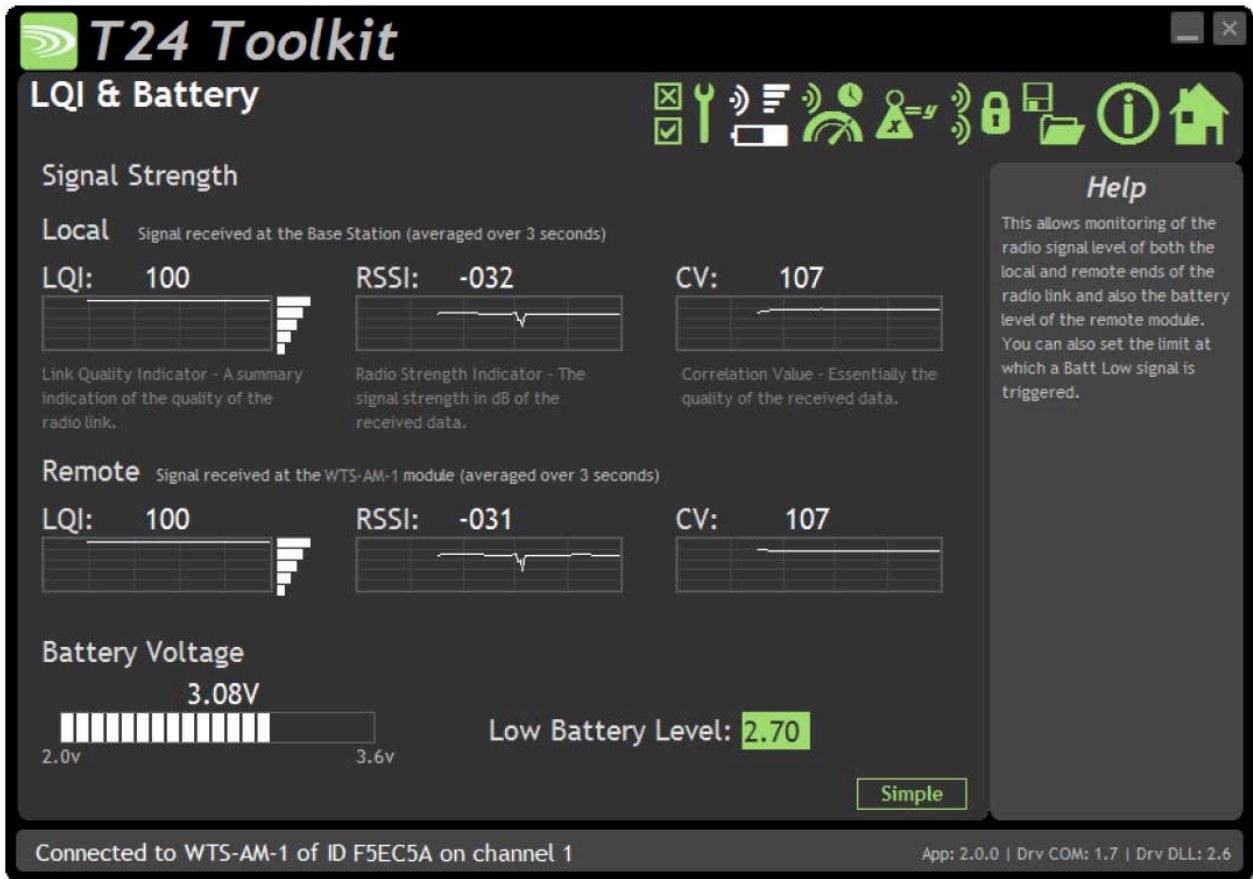 T24 Toolkit
LQI & Battery
x =y
Signal Strength
Local Signal received at the Base Station (averaged over 3 seconds)
LQI: 100 RSSI: -032 CV: 107
Link Quality Indicator - A summary
indication of the quality of the
radio link.
Radio Strength Indicator - The
signal strength in dB of the
received data.
Correlation Value - Essentially the
quality of the received data.
Remote Signal received at the WTS-AM-1 module (averaged over 3 seconds)
LQI: 100 RSSI: -031 CV: 107
Battery Voltage
3.08V
2.0v 3.6v
Low Battery Level: 2.70
Simple
Help
This allows monitoring of the
radio signal level of both the
local and remote ends of the
radio link and also the battery
level of the remote module.
You can also set the limit at
which a Batt Low signal is
triggered.
Connected to WTS-AM-1 of ID F5EC5A on channel 1
App: 2.0.0 | Drv COM: 1.7 | Drv DLL: 2.6